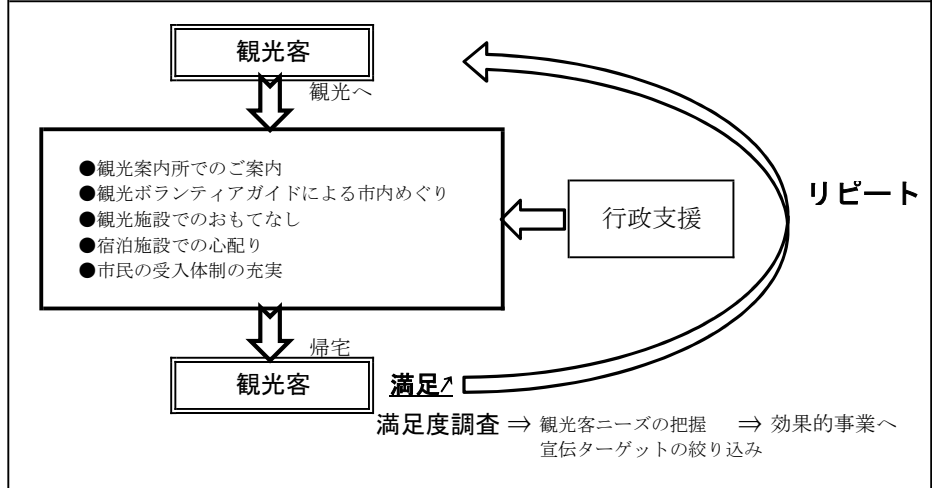 観光客
観光へ
●観光案内所でのご案内
●観光ボランティアガイドによる市内めぐり
●観光施設でのおもてなし
●宿泊施設での心配り
●市民の受入体制の充実
行政支援
リピート
帰宅
観光客
満足↗
満足度調査 ⇒ 観光客ニーズの把握 ⇒ 効果的事業へ
宣伝ターゲットの絞り込み